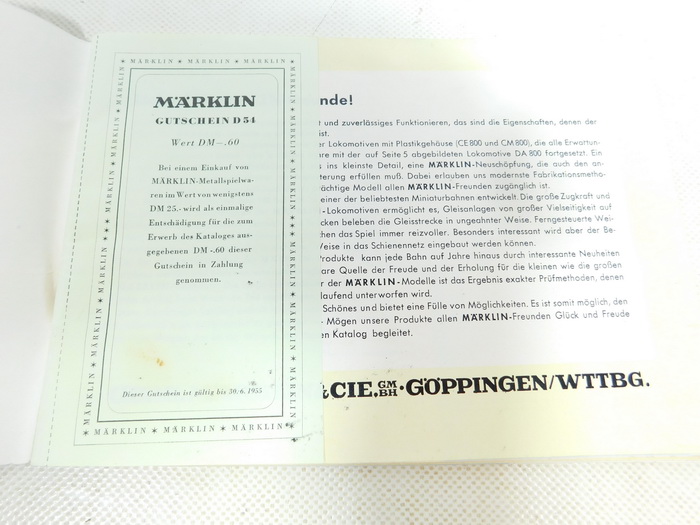 MÄRKLIN ★ MÄRKLIN ★ MÄRKLIN
MÄRKLIN
GUTSCHEIN D 54
Wert DM -.60
Bei einem Einkauf von
MÄRKLIN-Metallspielwa-
ren im Wert von wenigstens
DM 25.- wird als einmalige
Entschädigung für die zum
Erwerb des Kataloges aus-
gegebenen DM -.60 dieser
Gutschein in Zahlung
genommen.
Dieser Gutschein ist gültig bis 30. 6. 1955
★ MÄRKLIN ★ MÄRKLIN ★ MÄRKLIN ★
nde!
t und zuverlässiges Funktionieren, das sind die Eigenschaften, denen der
ist.
er Lokomotiven mit Plastikgehäuse (CE 800 und CM 800), die alle Erwartun-
re mit der auf Seite 5 abgebildeten Lokomotive DA 800 fortgesetzt. Ein
s ins kleinste Detail, eine MÄRKLIN-Neuschöpfung, die auch den an-
terung erfüllen muß. Dabei erlauben uns modernste Fabrikationsmetho-
ächtige Modell allen MÄRKLIN-Freunden zugänglich ist.
einer der beliebtesten Miniaturbahnen entwickelt. Die große Zugkraft und
-Lokomotiven ermöglicht es, Gleisanlagen von großer Vielseitigkeit auf
cken beleben die Gleisstrecke in ungeahnter Weise. Ferngesteuerte Wei-
hen das Spiel immer reizvoller. Besonders interessant wird aber der Be-
Weise in das Schienennetz eingebaut werden können.
Produkte kann jede Bahn auf Jahre hinaus durch interessante Neuheiten
are Quelle der Freude und der Erholung für die kleinen wie die großen
r der MÄRKLIN-Modelle ist das Ergebnis exakter Prüfmethoden, denen
laufend unterworfen wird.
Schönes und bietet eine Fülle von Möglichkeiten. Es ist somit möglich, den
- Mögen unsere Produkte allen MÄRKLIN-Freunden Glück und Freude
en Katalog begleitet.
& CIE. GM BH · GÖPPINGEN/WTTBG.